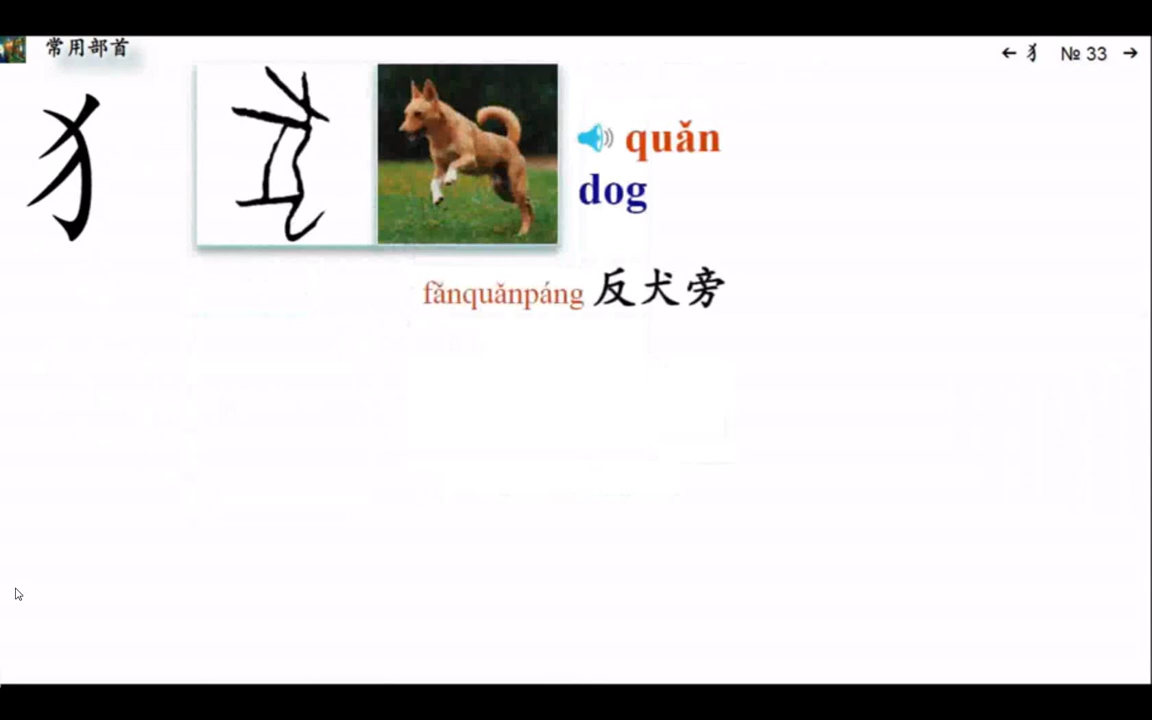 常用部首
← 犭 № 33 →
犭
quǎn
dog
fǎnquǎnpáng 反犬旁